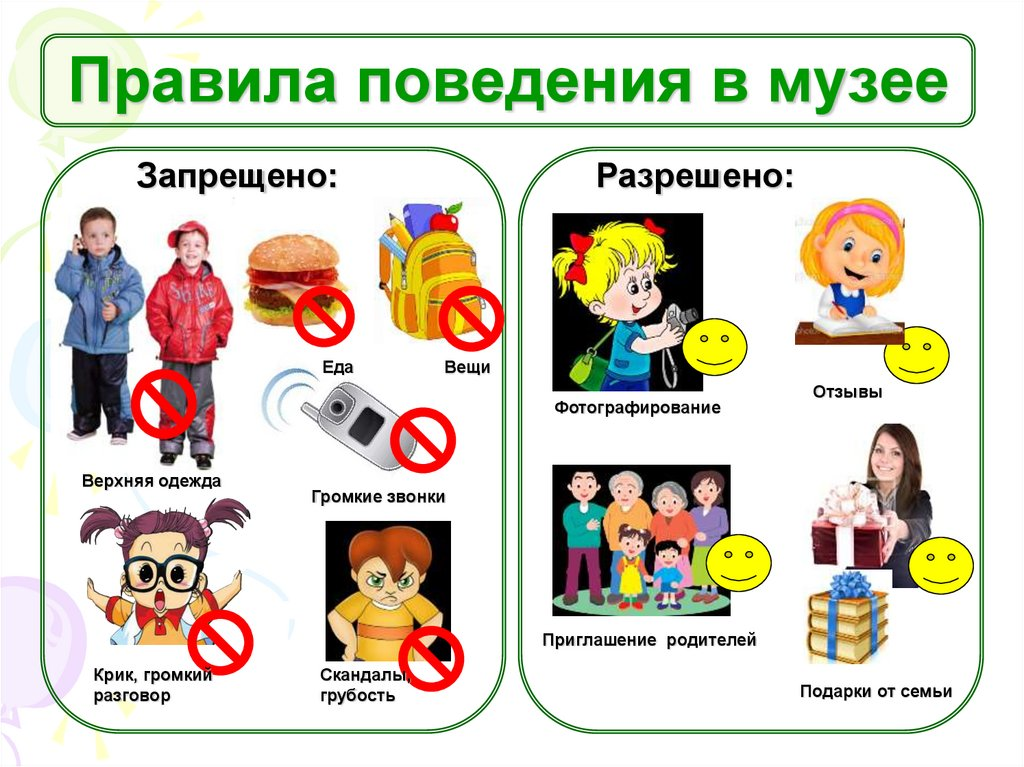 Правила поведения в музее
Запрещено:
Еда
Вещи
Верхняя одежда
Громкие звонки
Крик, громкий
разговор
Скандалы,
грубость
Разрешено:
Фотографирование
Отзывы
Приглашение родителей
Подарки от семьи